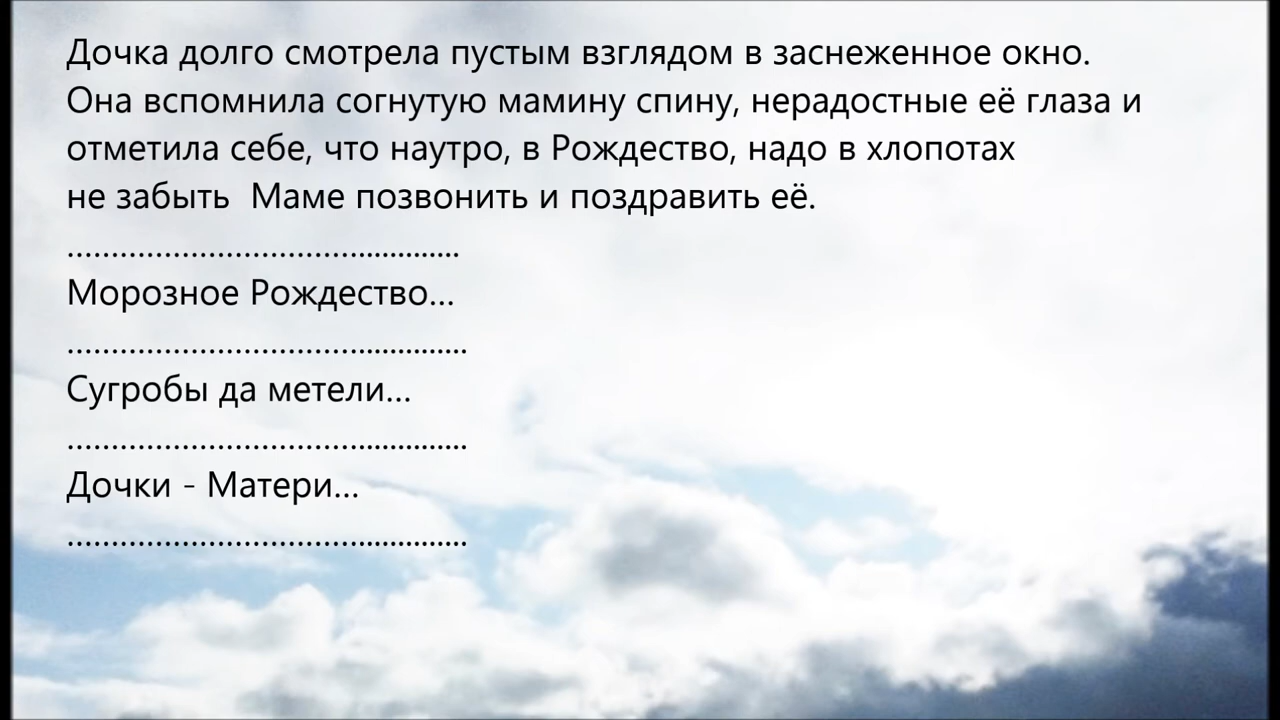 Дочка долго смотрела пустым взглядом в заснеженное окно.
Она вспомнила согнутую мамину спину, нерадостные её глаза и
отметила себе, что наутро, в Рождество, надо в хлопотах
не забыть  Маме позвонить и поздравить её.
.............................................
Морозное Рождество...
..............................................
Сугробы да метели...
..............................................
Дочки - Матери...
..............................................